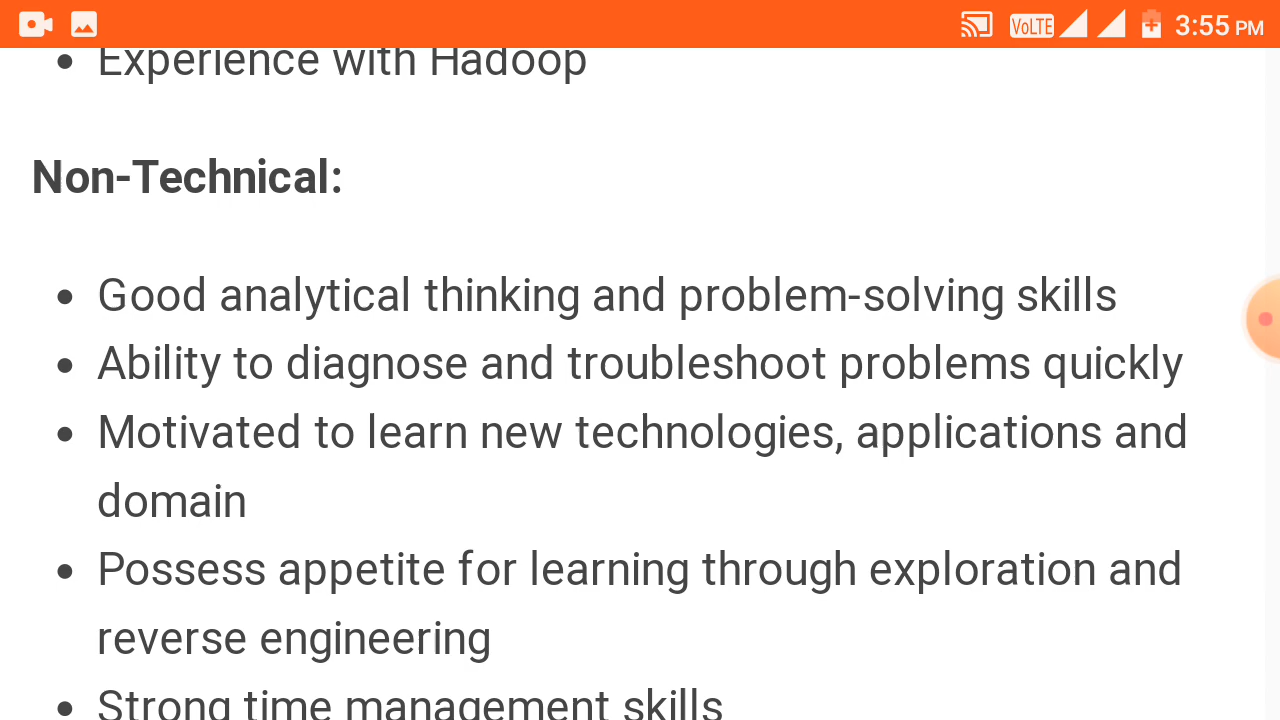 VoLTE 3:55 PM
• Experience with Hadoop
Non-Technical:
• Good analytical thinking and problem-solving skills
• Ability to diagnose and troubleshoot problems quickly
• Motivated to learn new technologies, applications and
domain
• Possess appetite for learning through exploration and
reverse engineering
• Strong time management skills